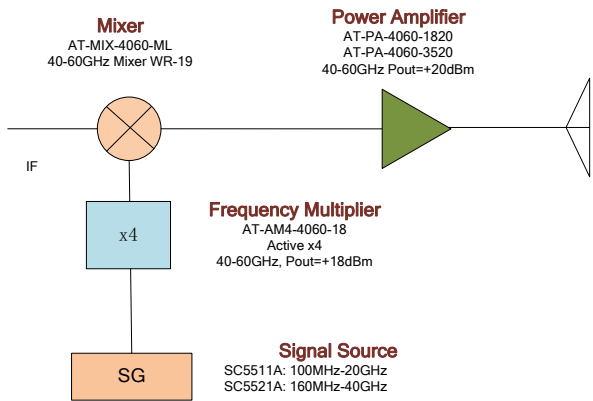 Mixer
AT-MIX-4060-ML
40-60GHz Mixer WR-19
Power Amplifier
AT-PA-4060-1820
AT-PA-4060-3520
40-60GHz Pout=+20dBm
IF
x4
Frequency Multiplier
AT-AM4-4060-18
Active x4
40-60GHz, Pout=+18dBm
SG
Signal Source
SC5511A: 100MHz-20GHz
SC5521A: 160MHz-40GHz